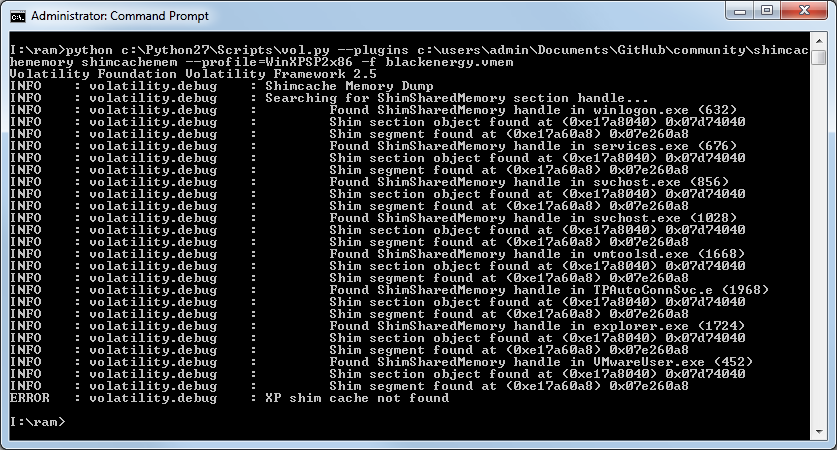 Administrator: Command Prompt
I:\ram>python c:\Python27\Scripts\vol.py --plugins c:\users\admin\Documents\GitHub\community\shimcac
hememory shimcachemem --profile=WinXPSP2x86 -f blackenergy.vmem
Volatility Foundation Volatility Framework 2.5
INFO    : volatility.debug    : Shimcache Memory Dump
INFO    : volatility.debug    : Searching for ShimSharedMemory section handle...
INFO    : volatility.debug    :         Found ShimSharedMemory handle in winlogon.exe (632)
INFO    : volatility.debug    :         Shim section object found at (0xe17a8040) 0x07d74040
INFO    : volatility.debug    :         Shim segment found at (0xe17a60a8) 0x07e260a8
INFO    : volatility.debug    :         Found ShimSharedMemory handle in services.exe (676)
INFO    : volatility.debug    :         Shim section object found at (0xe17a8040) 0x07d74040
INFO    : volatility.debug    :         Shim segment found at (0xe17a60a8) 0x07e260a8
INFO    : volatility.debug    :         Found ShimSharedMemory handle in svchost.exe (856)
INFO    : volatility.debug    :         Shim section object found at (0xe17a8040) 0x07d74040
INFO    : volatility.debug    :         Shim segment found at (0xe17a60a8) 0x07e260a8
INFO    : volatility.debug    :         Found ShimSharedMemory handle in svchost.exe (1028)
INFO    : volatility.debug    :         Shim section object found at (0xe17a8040) 0x07d74040
INFO    : volatility.debug    :         Shim segment found at (0xe17a60a8) 0x07e260a8
INFO    : volatility.debug    :         Found ShimSharedMemory handle in vmtoolsd.exe (1668)
INFO    : volatility.debug    :         Shim section object found at (0xe17a8040) 0x07d74040
INFO    : volatility.debug    :         Shim segment found at (0xe17a60a8) 0x07e260a8
INFO    : volatility.debug    :         Found ShimSharedMemory handle in TPAutoConnSvc.e (1968)
INFO    : volatility.debug    :         Shim section object found at (0xe17a8040) 0x07d74040
INFO    : volatility.debug    :         Shim segment found at (0xe17a60a8) 0x07e260a8
INFO    : volatility.debug    :         Found ShimSharedMemory handle in explorer.exe (1724)
INFO    : volatility.debug    :         Shim section object found at (0xe17a8040) 0x07d74040
INFO    : volatility.debug    :         Shim segment found at (0xe17a60a8) 0x07e260a8
INFO    : volatility.debug    :         Found ShimSharedMemory handle in VMwareUser.exe (452)
INFO    : volatility.debug    :         Shim section object found at (0xe17a8040) 0x07d74040
INFO    : volatility.debug    :         Shim segment found at (0xe17a60a8) 0x07e260a8
ERROR   : volatility.debug    : XP shim cache not found
I:\ram>